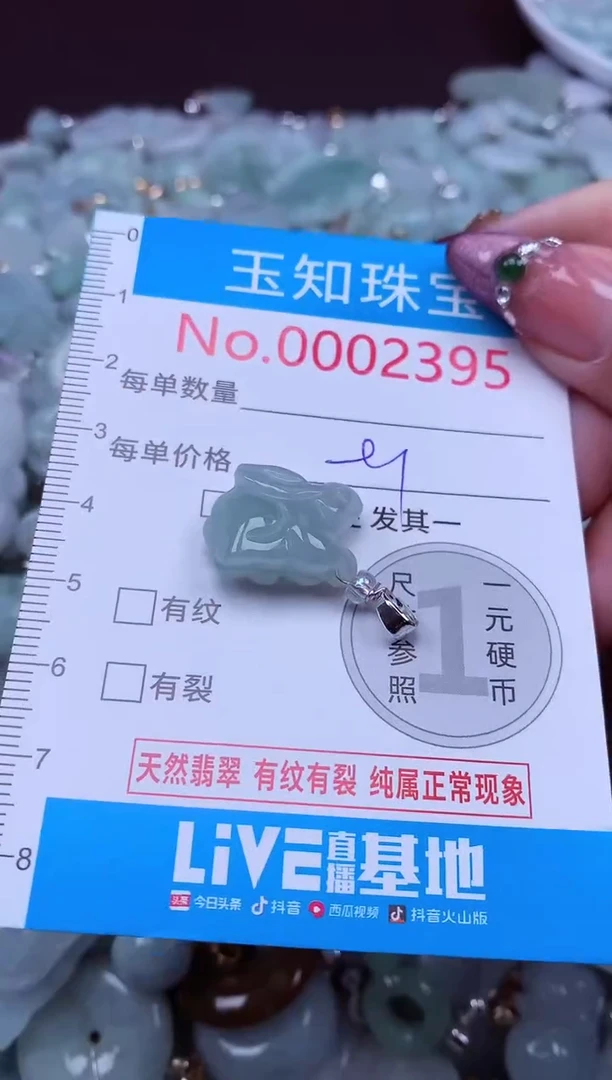 玉知珠宝
No.0002395
每单数量
每单价格
发其一
有纹
有裂
尺 一
元
1 硬
参
照 币
天然翡翠 有纹有裂 纯属正常现象
LiVE直播基地
头条 今日头条 抖音 西瓜视频 抖音火山版
0
1
2
3
4
5
6
7
8